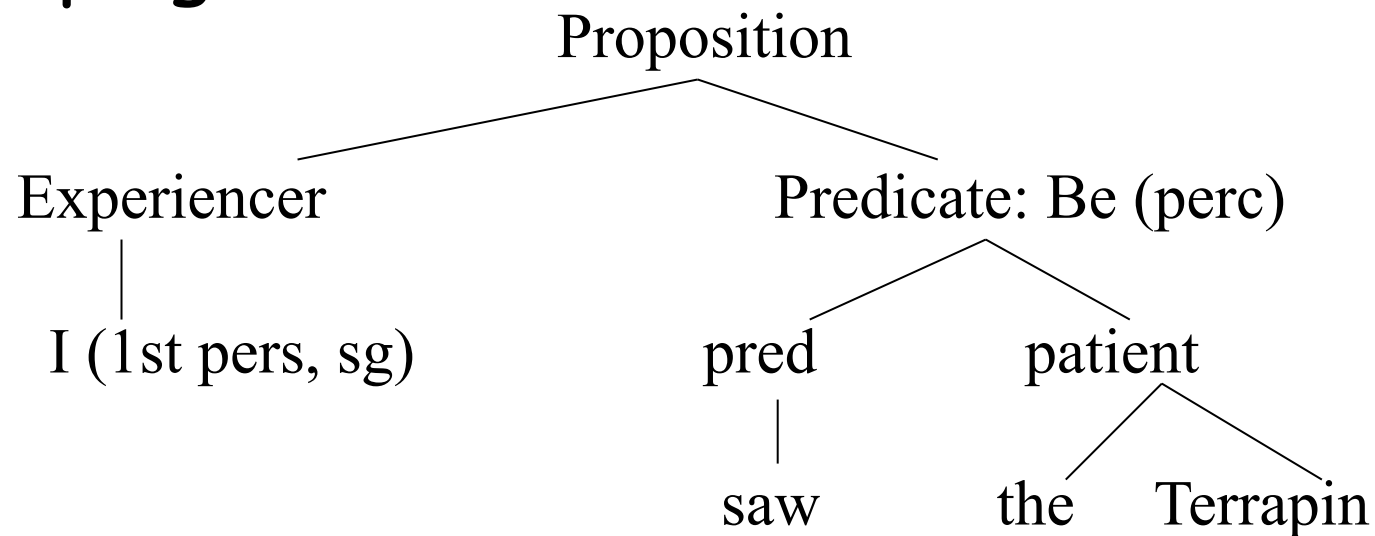 Proposition
Experiencer Predicate: Be (perc)
I (1st pers, sg) pred patient
saw the Terrapin